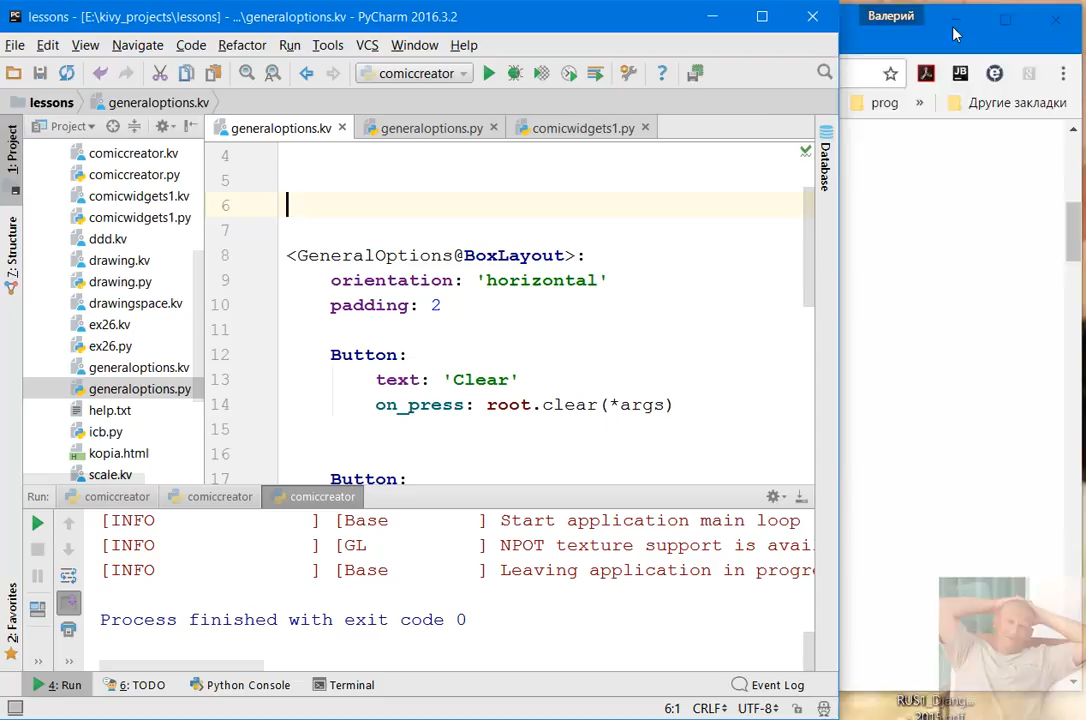 lessons - [E:\kivy_projects\lessons] - ...\generaloptions.kv - PyCharm 2016.3.2
Валерий
File Edit View Navigate Code Refactor Run Tools VCS Window Help
comiccreator
lessons generaloptions.kv
prog » Другие закладки
Project
generaloptions.kv generaloptions.py comicwidgets1.py
1: Project
7: Structure
2: Favorites
Database
comiccreator.kv
comiccreator.py
comicwidgets1.kv
comicwidgets1.py
ddd.kv
drawing.kv
drawing.py
drawingspace.kv
ex26.kv
ex26.py
generaloptions.kv
generaloptions.py
help.txt
icb.py
kopia.html
scale.kv
4
5
6
7
8 <GeneralOptions@BoxLayout>:
9 orientation: 'horizontal'
10 padding: 2
11
12 Button:
13 text: 'Clear'
14 on_press: root.clear(*args)
15
16
17 Button:
Run: comiccreator comiccreator comiccreator
[INFO ] [Base ] Start application main loop
[INFO ] [GL ] NPOT texture support is avai
[INFO ] [Base ] Leaving application in progr
Process finished with exit code 0
4: Run 6: TODO Python Console Terminal Event Log
6:1 CRLF UTF-8